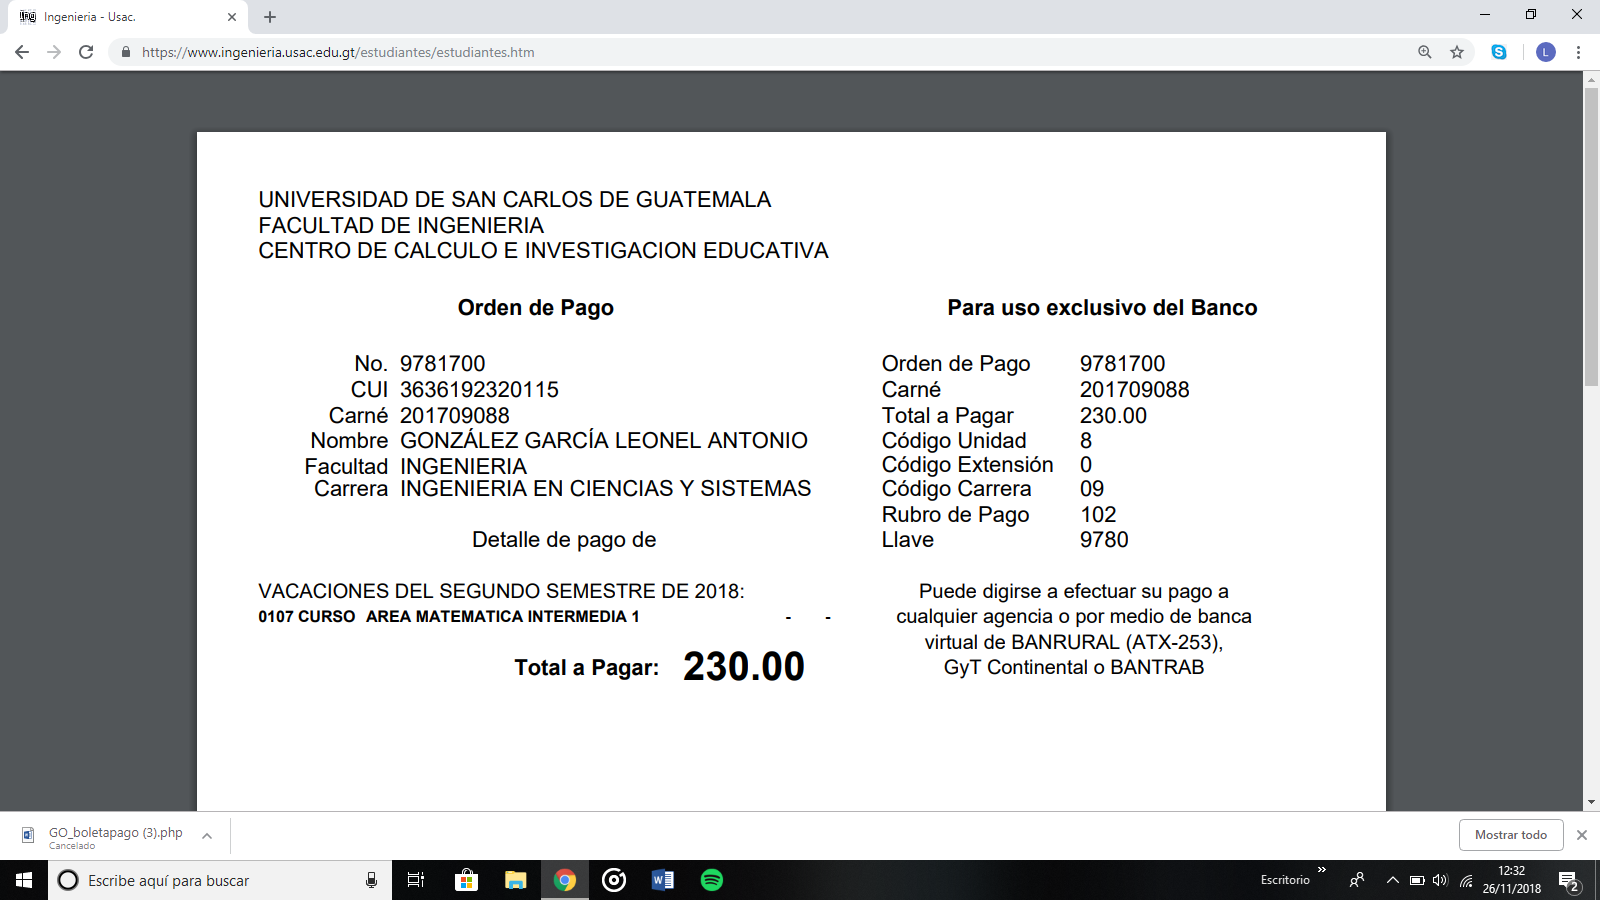 Ingenieria - Usac.
https://www.ingenieria.usac.edu.gt/estudiantes/estudiantes.htm
L
UNIVERSIDAD DE SAN CARLOS DE GUATEMALA
FACULTAD DE INGENIERIA
CENTRO DE CALCULO E INVESTIGACION EDUCATIVA
Orden de Pago
No. 9781700
CUI 3636192320115
Carné 201709088
Nombre GONZÁLEZ GARCÍA LEONEL ANTONIO
Facultad INGENIERIA
Carrera INGENIERIA EN CIENCIAS Y SISTEMAS
Detalle de pago de
VACACIONES DEL SEGUNDO SEMESTRE DE 2018:
0107 CURSO AREA MATEMATICA INTERMEDIA 1 - -
Total a Pagar: 230.00
Para uso exclusivo del Banco
Orden de Pago 9781700
Carné 201709088
Total a Pagar 230.00
Código Unidad 8
Código Extensión 0
Código Carrera 09
Rubro de Pago 102
Llave 9780
Puede digirse a efectuar su pago a
cualquier agencia o por medio de banca
virtual de BANRURAL (ATX-253),
GyT Continental o BANTRAB
GO_boletapago (3).php
Cancelado
Mostrar todo
Escribe aquí para buscar
Escritorio
12:32
26/11/2018
2